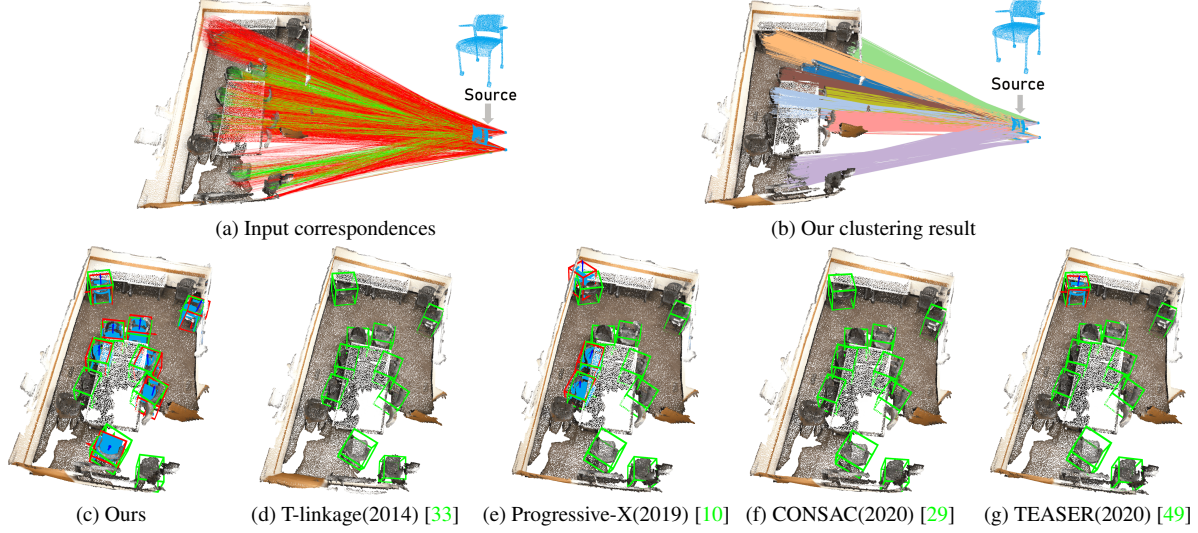 Source
Source
(a) Input correspondences
(b) Our clustering result
(c) Ours
(d) T-linkage(2014) [33]
(e) Progressive-X(2019) [10]
(f) CONSAC(2020) [29]
(g) TEASER(2020) [49]